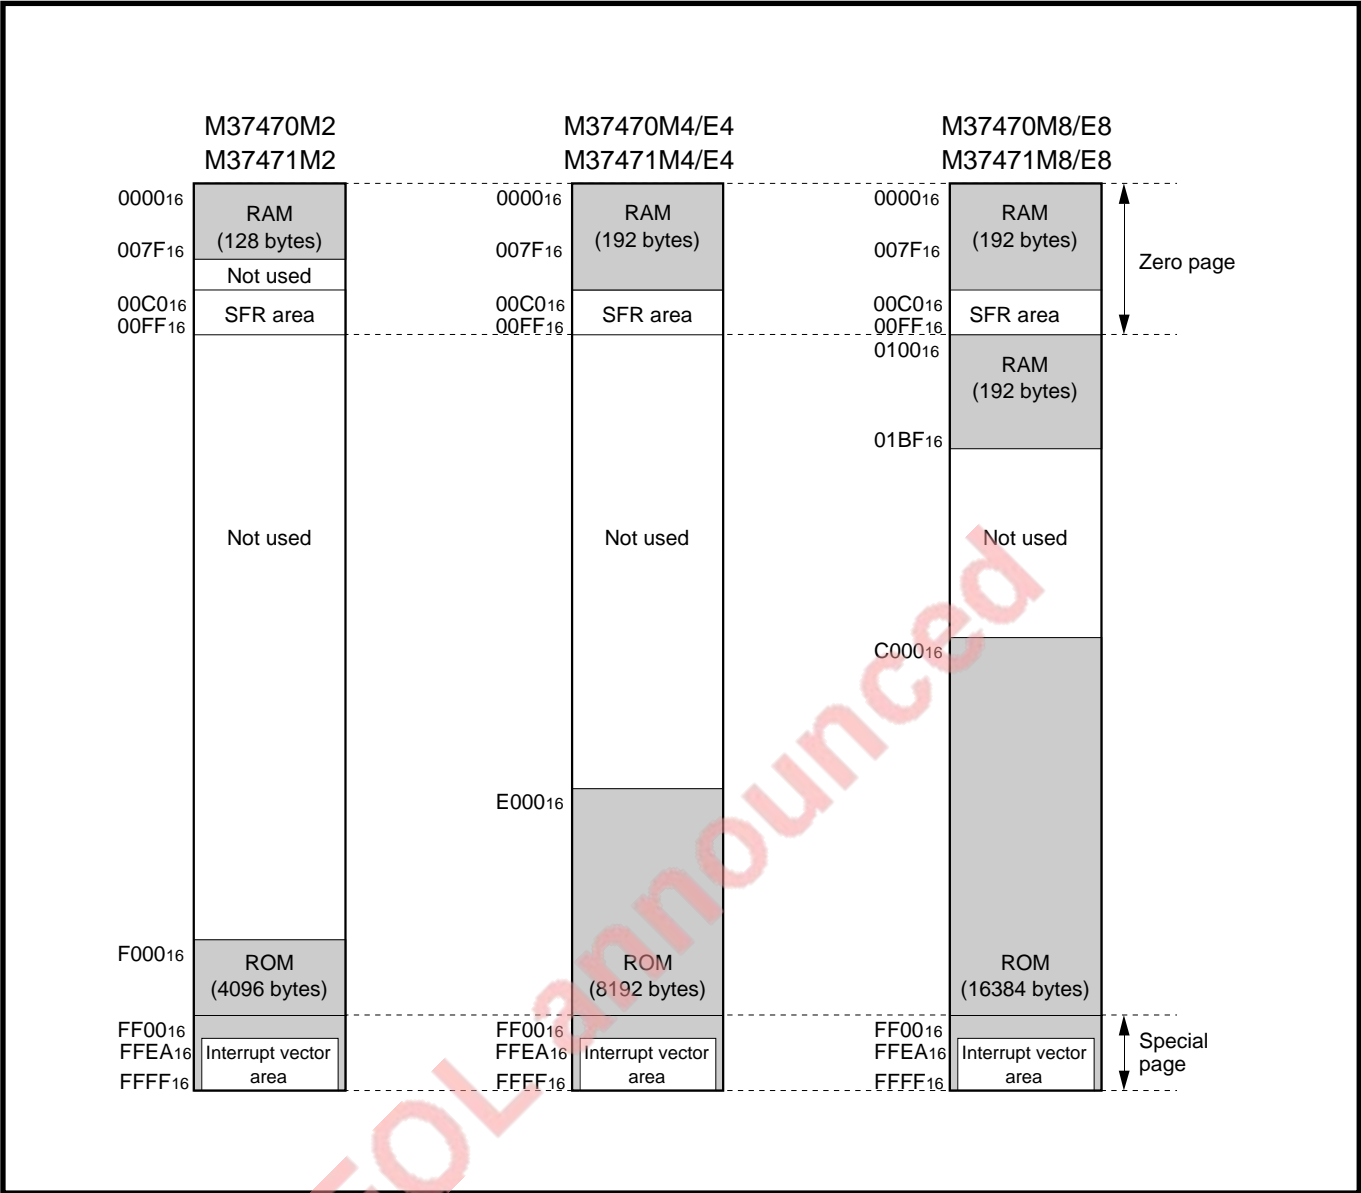 M37470M2
M37471M2
000016
RAM
(128 bytes)
007F16
Not used
00C016
SFR area
00FF16
Not used
F00016
ROM
(4096 bytes)
FF0016
FFEA16
Interrupt vector
area
FFFF16
M37470M4/E4
M37471M4/E4
000016
RAM
(192 bytes)
007F16
00C016
SFR area
00FF16
Not used
E00016
ROM
(8192 bytes)
FF0016
FFEA16
Interrupt vector
area
FFFF16
M37470M8/E8
M37471M8/E8
000016
RAM
(192 bytes)
007F16
00C016
SFR area
00FF16
010016
RAM
(192 bytes)
01BF16
Not used
C00016
ROM
(16384 bytes)
FF0016
FFEA16
Interrupt vector
area
FFFF16
Zero page
Special
page
EOL announced